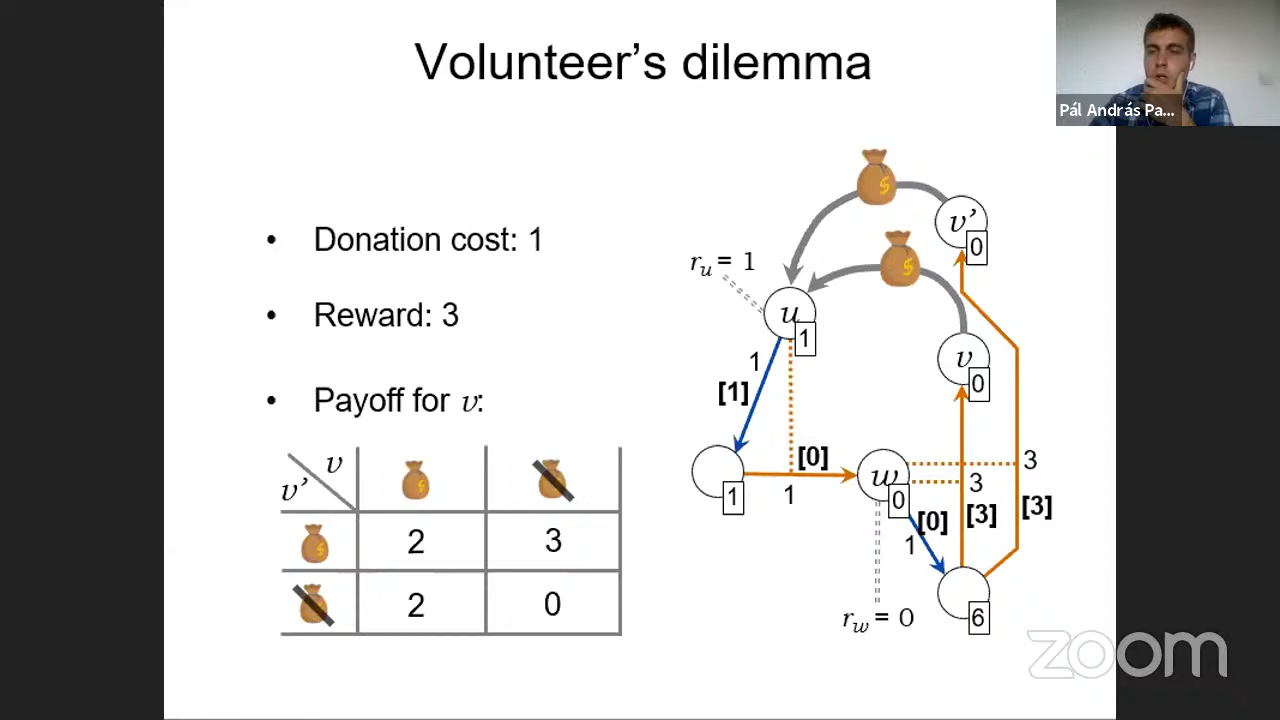 Volunteer's dilemma
Pál András Pa...
• Donation cost: 1
• Reward: 3
• Payoff for v:
v
v'
2 3
2 0
$
$
v'
0
r_u = 1
u
1
v
0
1
[1]
[0]
1
1
w
0
3
3
[3]
[3]
[0]
1
6
r_w = 0
zoom